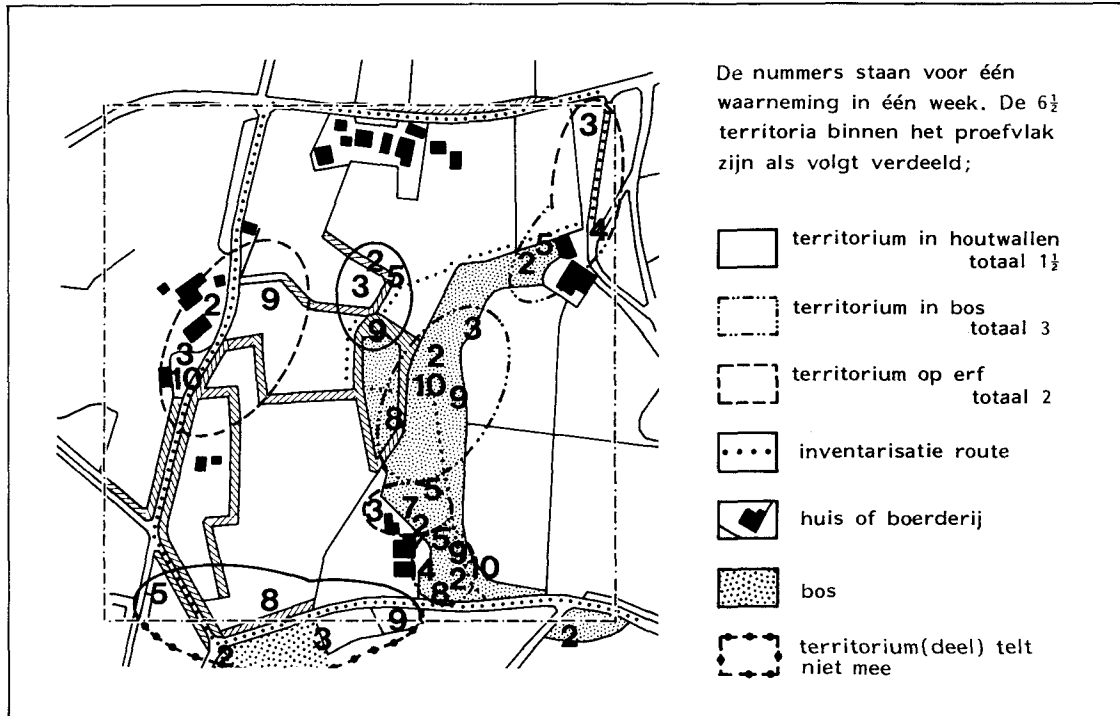 De nummers staan voor één
waarneming in één week. De 6½
territoria binnen het proefvlak
zijn als volgt verdeeld;
territorium in houtwallen
totaal 1½
territorium in bos
totaal 3
territorium op erf
totaal 2
inventarisatie route
huis of boerderij
bos
territorium(deel) telt
niet mee
3
4
5
2
2
5
3
9
2
9
3
3
2
10
10
9
8
5
7
3
2
5
9
10
4
2
8
5
8
9
2
3
2